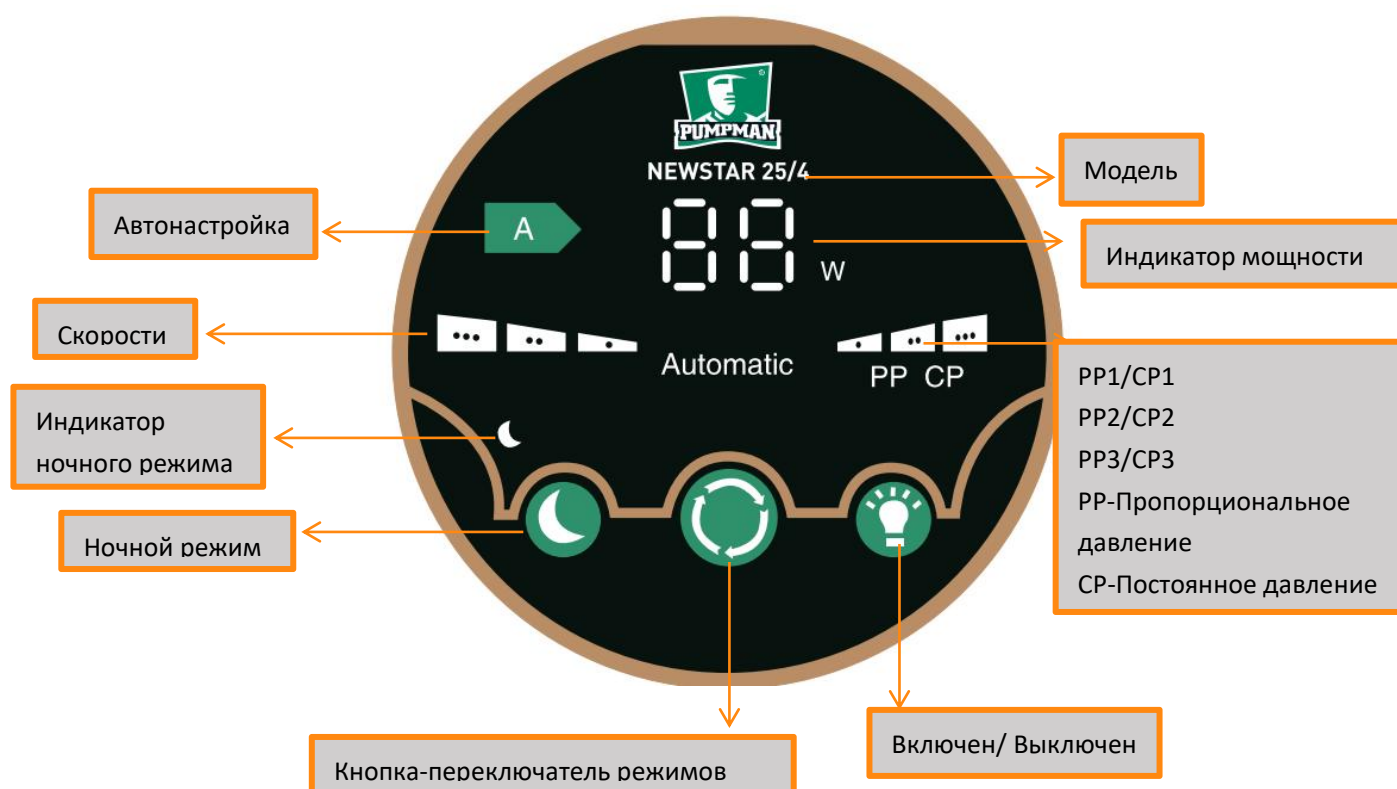 PUMPMAN
NEWSTAR 25/4
Модель
Автонастройка
A
88
W
Индикатор мощности
Скорости
Automatic
PP CP
PP1/CP1
PP2/CP2
PP3/CP3
PP-Пропорциональное
давление
CP-Постоянное давление
Индикатор
ночного режима
Ночной режим
Включен/ Выключен
Кнопка-переключатель режимов